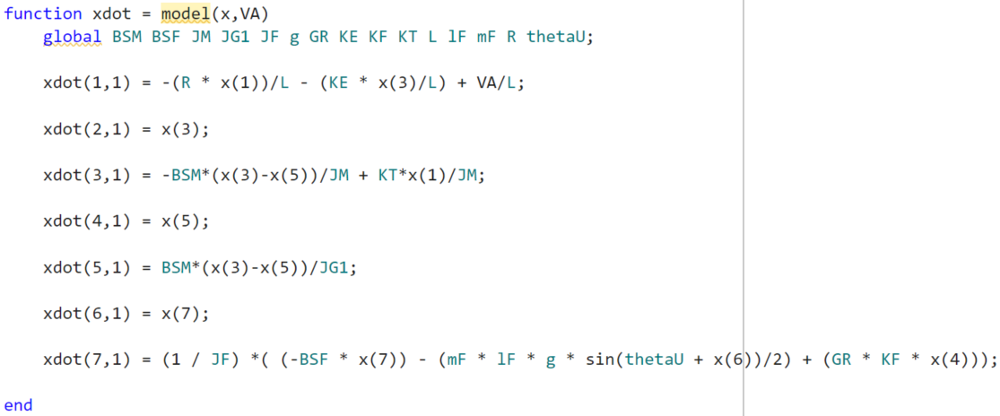 function xdot = model(x,VA)
global BSM BSF JM JG1 JF g GR KE KF KT L lF mF R thetaU;
xdot(1,1) = -(R * x(1))/L - (KE * x(3)/L) + VA/L;
xdot(2,1) = x(3);
xdot(3,1) = -BSM*(x(3)-x(5))/JM + KT*x(1)/JM;
xdot(4,1) = x(5);
xdot(5,1) = BSM*(x(3)-x(5))/JG1;
xdot(6,1) = x(7);
xdot(7,1) = (1 / JF) *( (-BSF * x(7)) - (mF * lF * g * sin(thetaU + x(6))/2) + (GR * KF * x(4)));
end